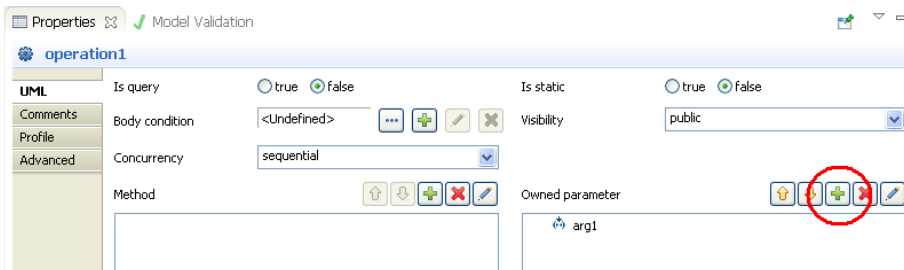 Properties Model Validation
operation1
UML Is query true false Is static true false
Comments Body condition <Undefined> Visibility public
Profile
Advanced Concurrency sequential
Method Owned parameter
arg1